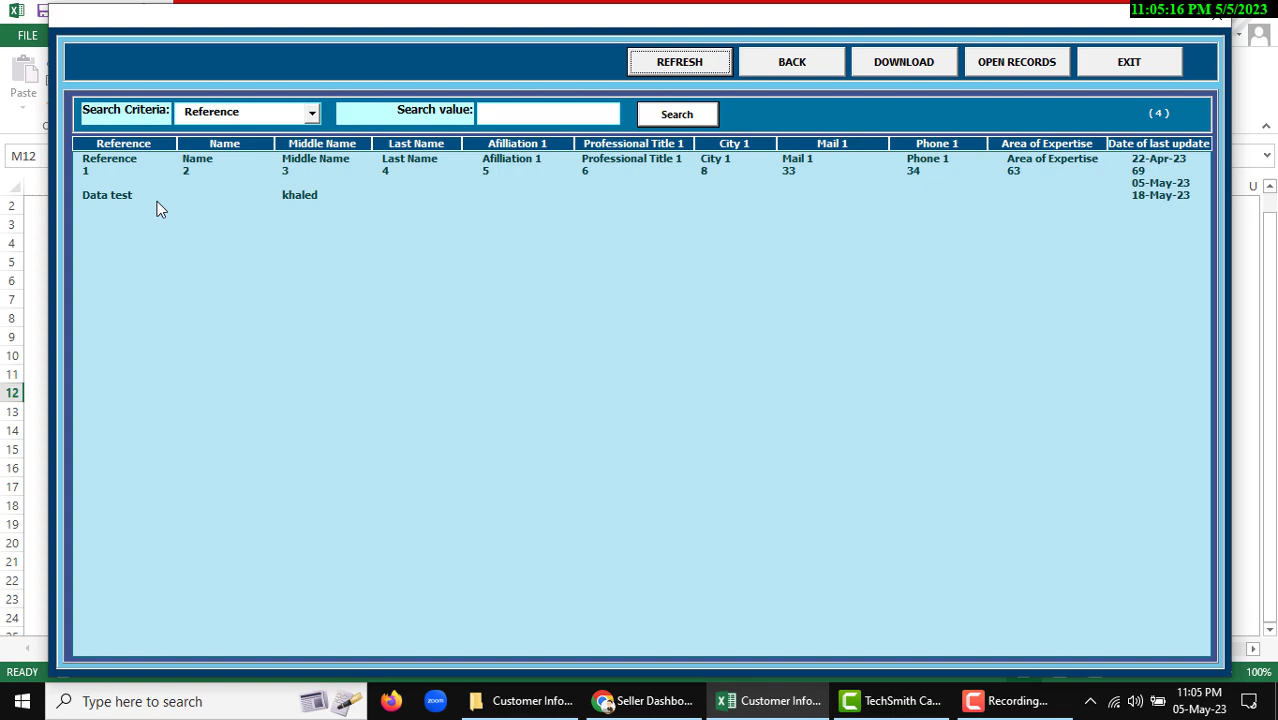 11:05:16 PM 5/5/2023
FILE
REFRESH BACK DOWNLOAD OPEN RECORDS EXIT
Paste
Search Criteria: Reference Search value: Search ( 4 )
M12
Reference Name Middle Name Last Name Afilliation 1 Professional Title 1 City 1 Mail 1 Phone 1 Area of Expertise Date of last update
Reference Name Middle Name Last Name Afilliation 1 Professional Title 1 City 1 Mail 1 Phone 1 Area of Expertise 22-Apr-23
1 2 3 4 5 6 8 33 34 63 69
05-May-23
Data test khaled 18-May-23
U
2
3
4
5
6
7
8
9
10
11
12
13
14
15
16
17
18
19
20
21
22
23
24
READY 100%
Type here to search zoom Customer Info... Seller Dashbo... Customer Info... TechSmith Ca... Recording... 11:05 PM
05-May-23